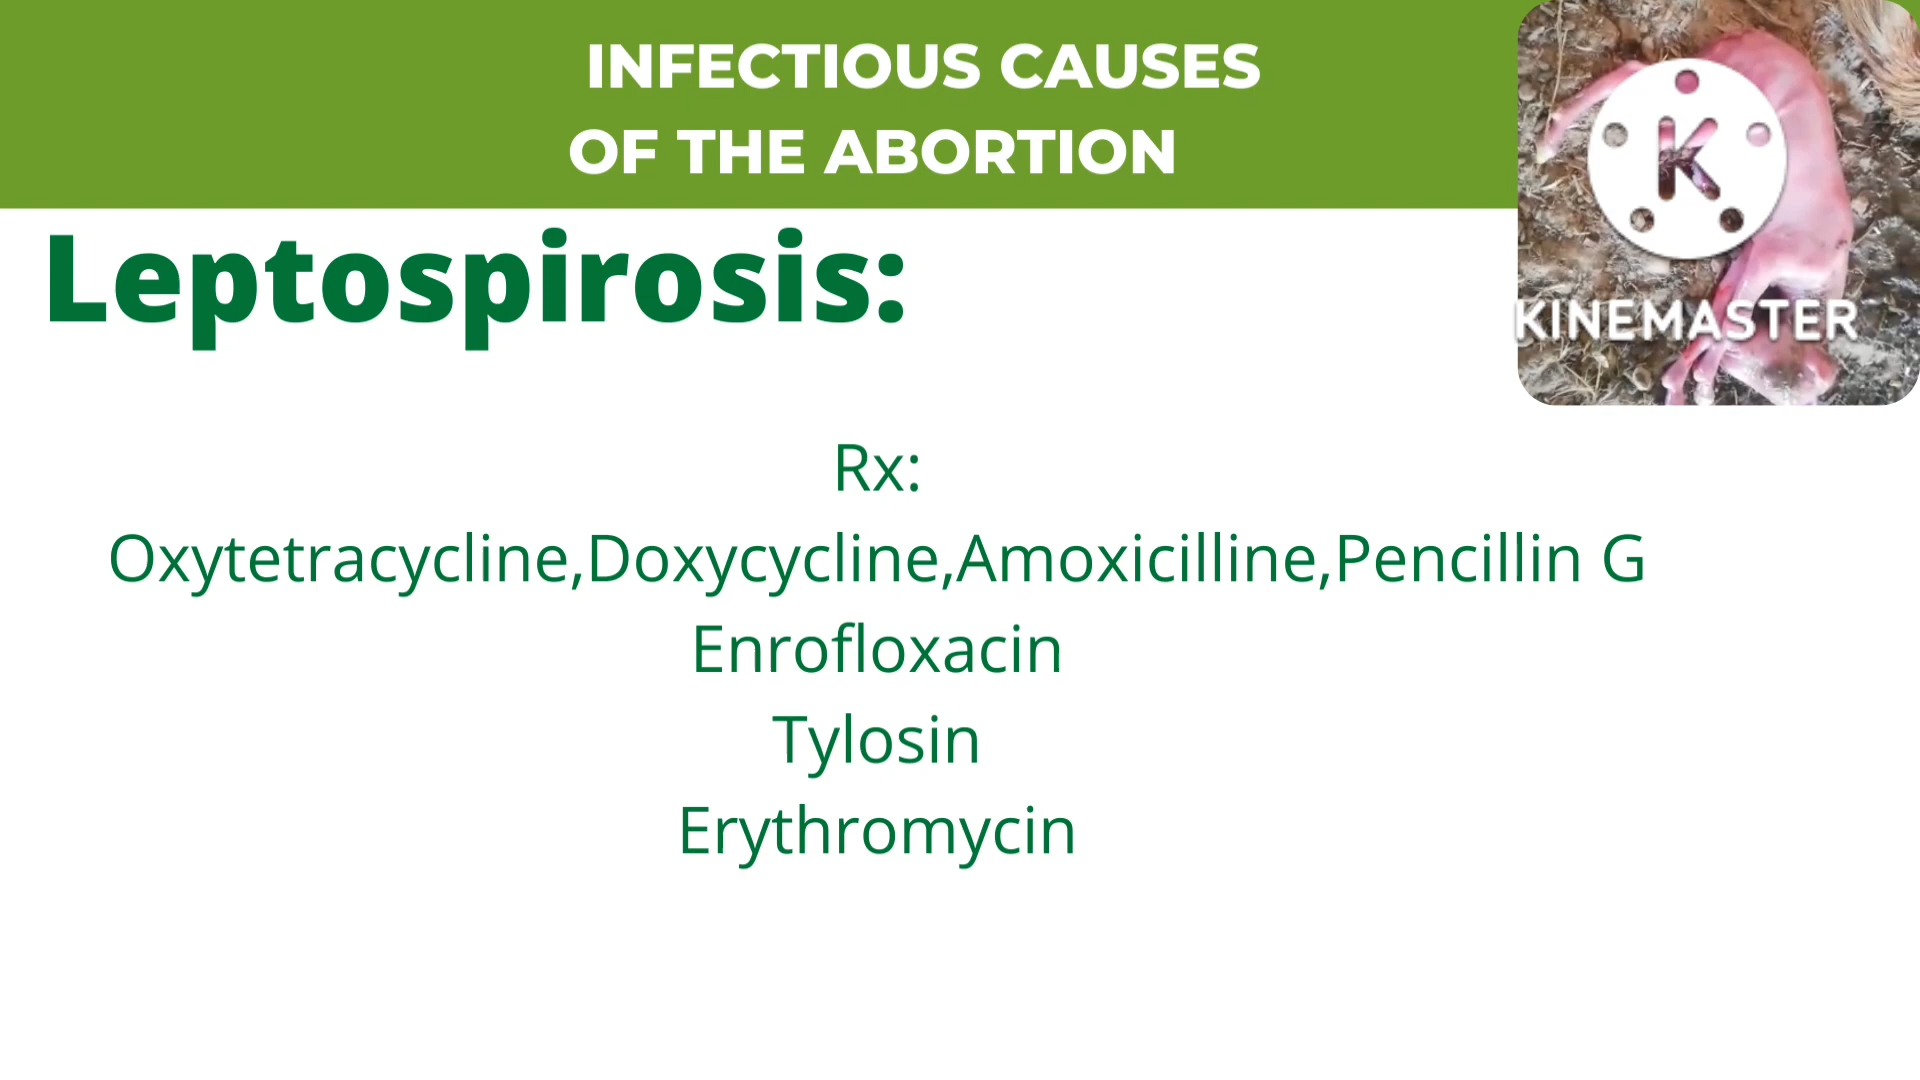 INFECTIOUS CAUSES
OF THE ABORTION
K
KINEMASTER
Leptospirosis:
Rx:
Oxytetracycline,Doxycycline,Amoxicilline,Pencillin G
Enrofloxacin
Tylosin
Erythromycin